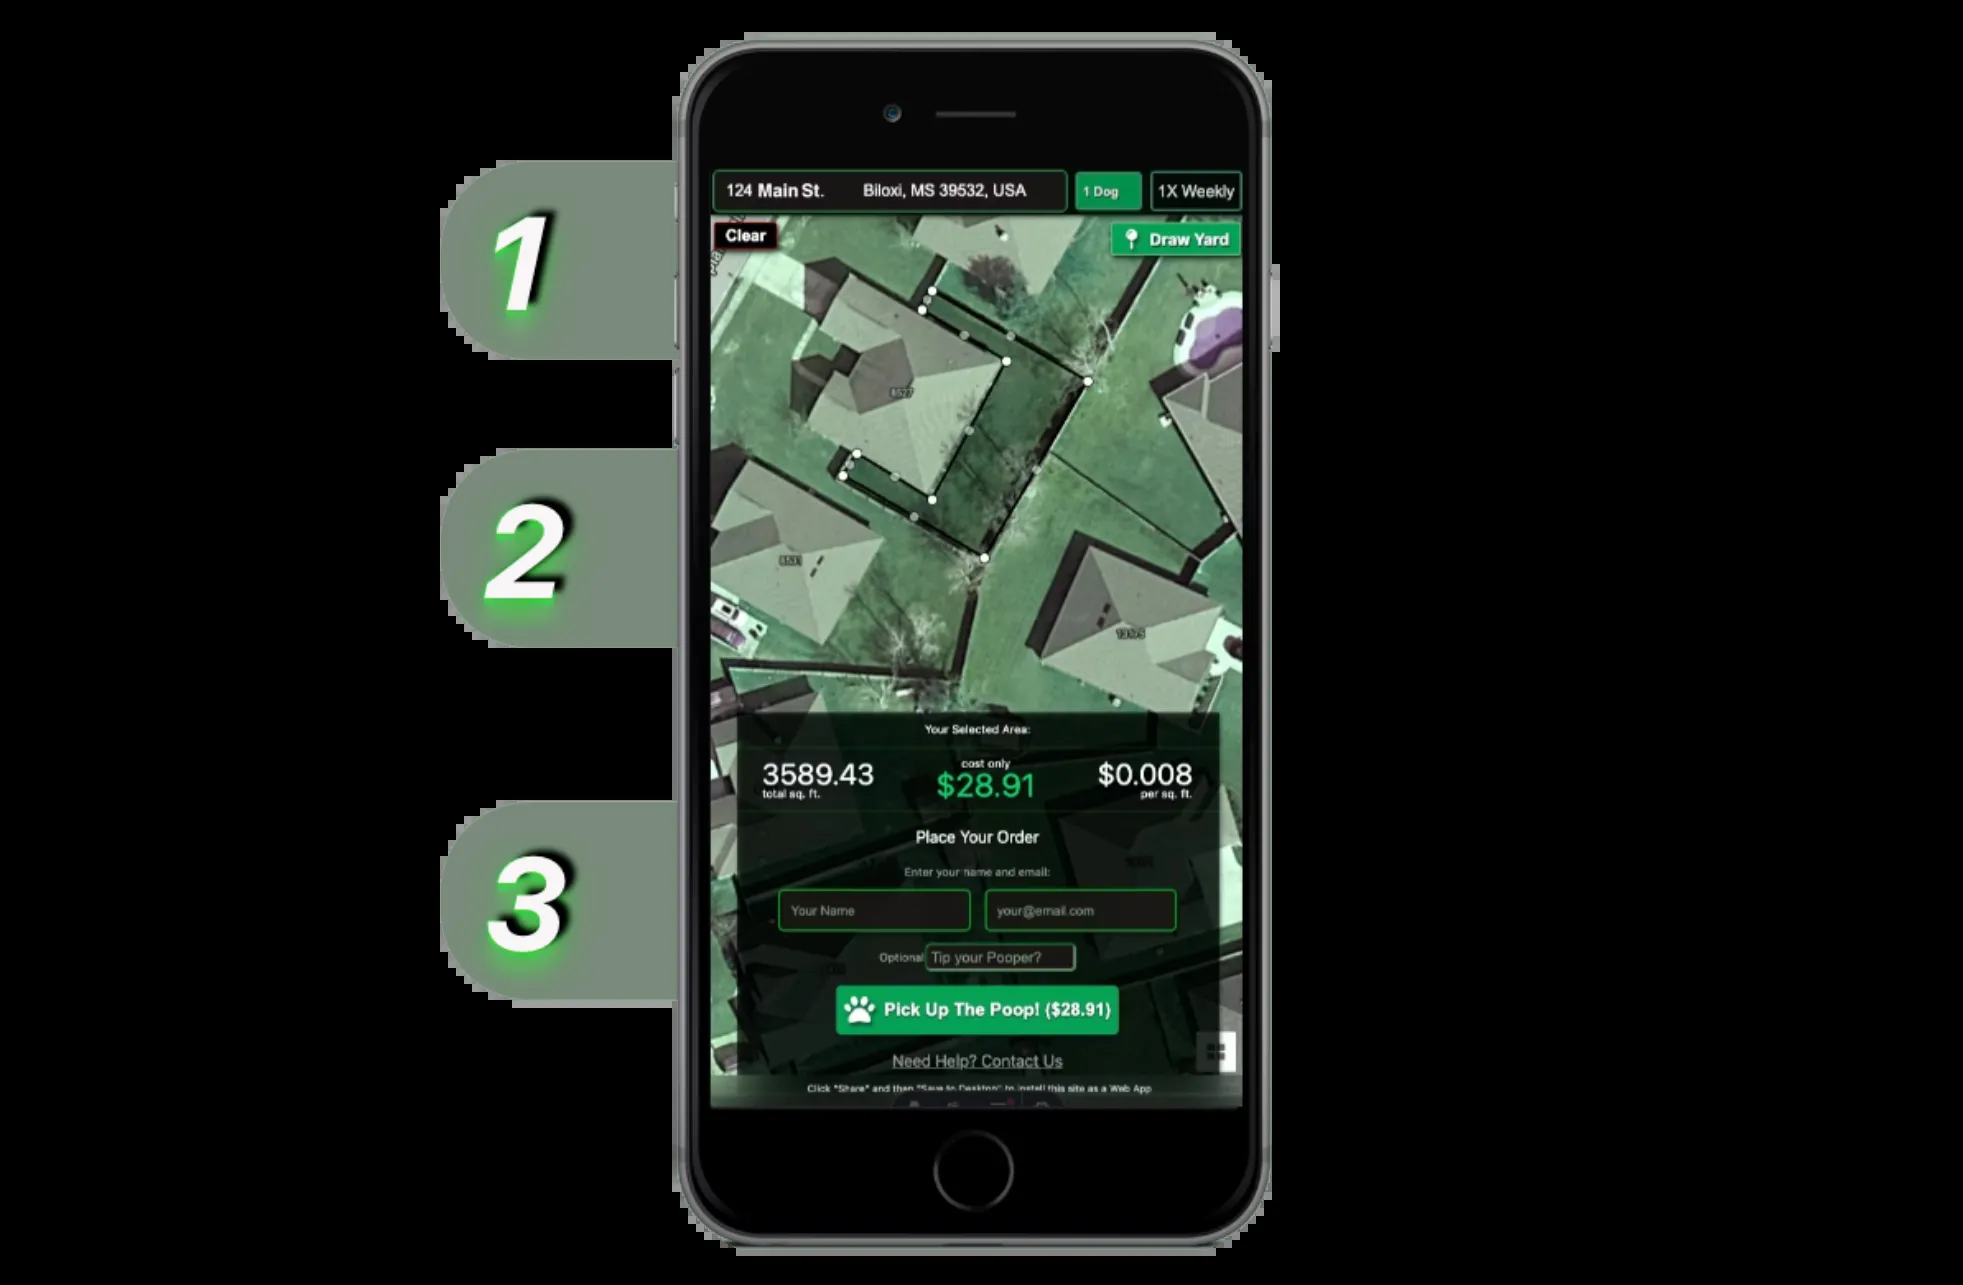 1
2
3
124 Main St. Biloxi, MS 39532, USA
1 Dog
1X Weekly
Clear
Draw Yard
8527
8531
13175
Your Selected Area:
3589.43
total sq. ft.
cost only
$28.91
$0.008
per sq. ft.
Place Your Order
Enter your name and email:
Your Name
your@email.com
Optional
Tip your Pooper?
Pick Up The Poop! ($28.91)
Need Help? Contact Us
Click "Share" and then "Save to Desktop" to install this site as a Web App